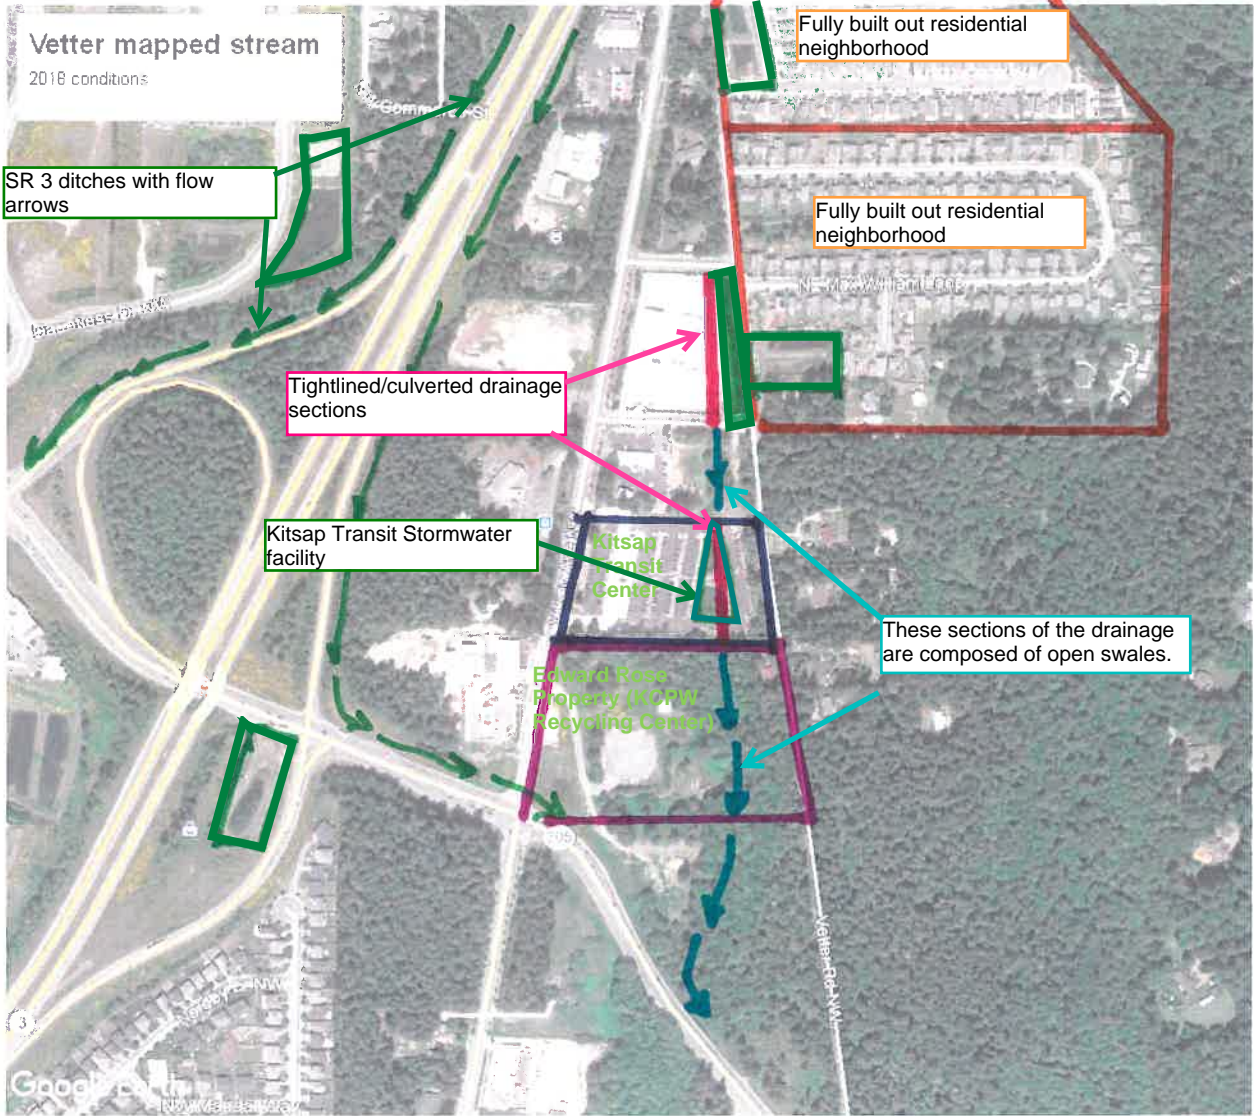 Vetter mapped stream
2018 conditions
Fully built out residential
neighborhood
SR 3 ditches with flow
arrows
Fully built out residential
neighborhood
Tightlined/culverted drainage
sections
Kitsap Transit Stormwater
facility
Kitsap
Transit
Center
These sections of the drainage
are composed of open swales.
Edward Rose
Property (KCPW
Recycling Center)
Vetter Rd NW
3
Google Earth